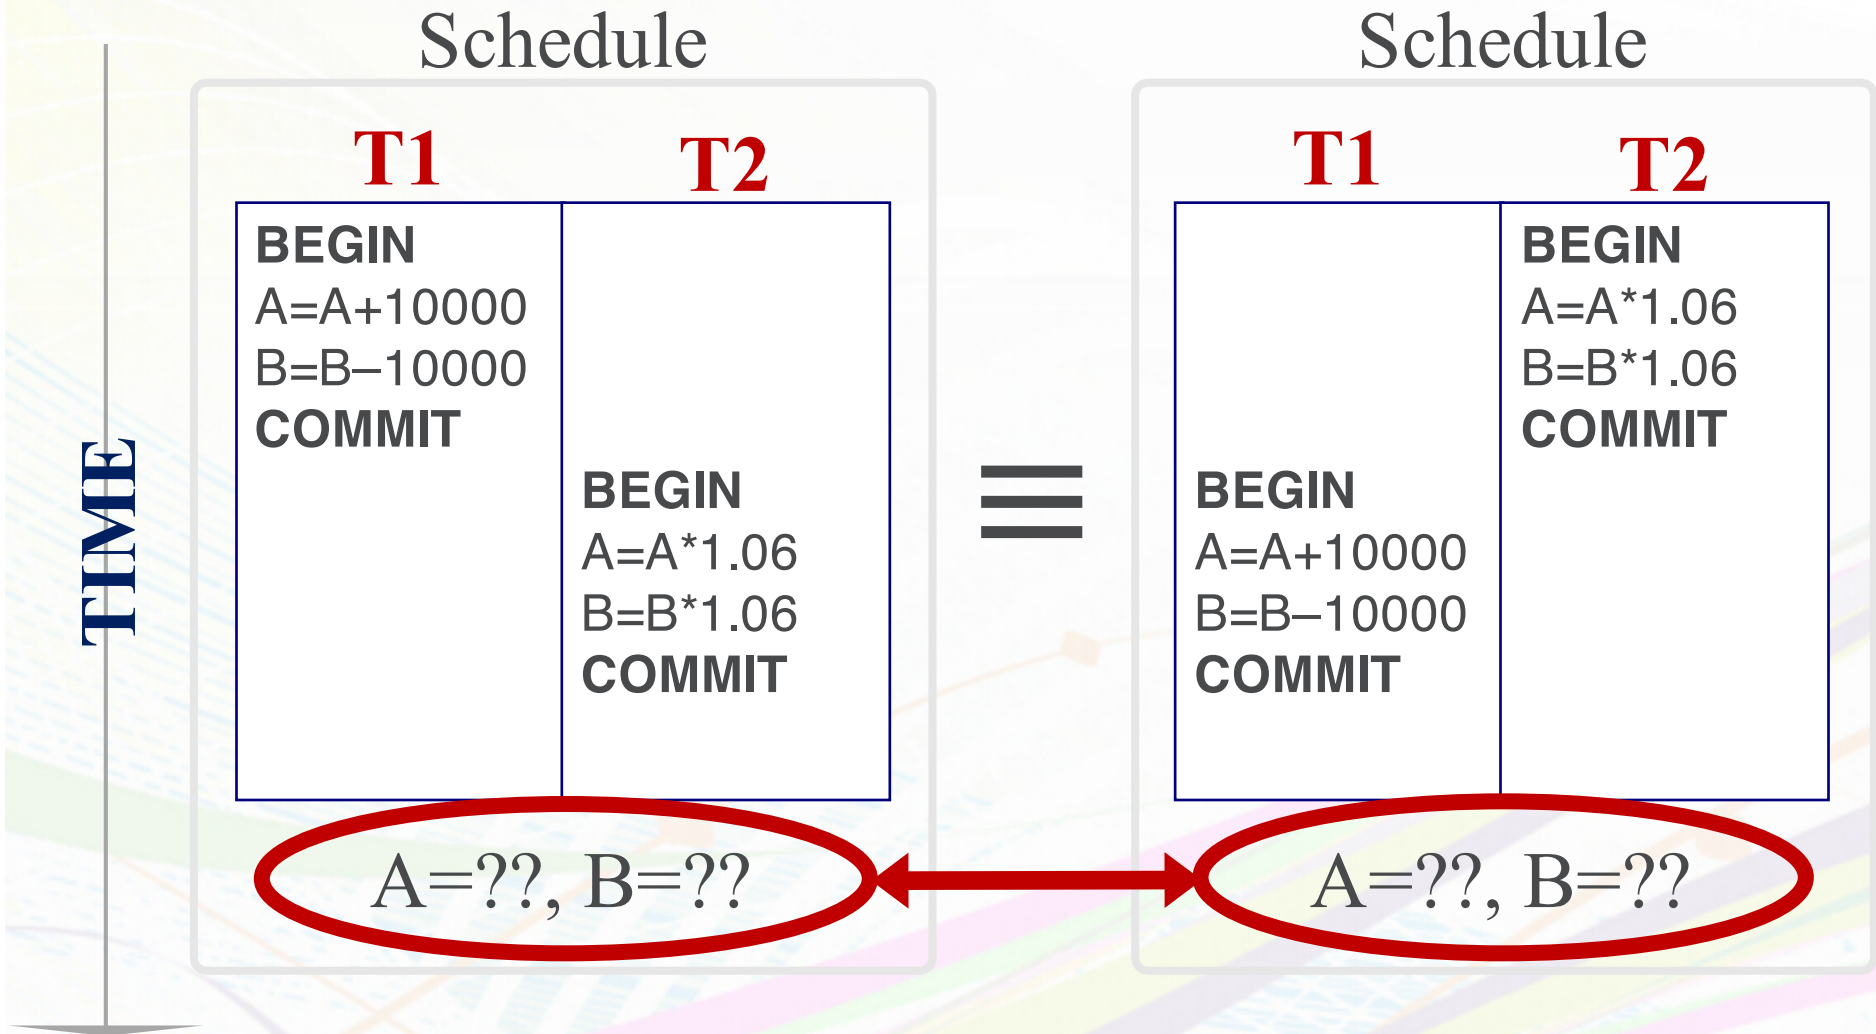 Schedule
T1
T2
BEGIN
A=A+10000
B=B–10000
COMMIT
BEGIN
A=A*1.06
B=B*1.06
COMMIT
A=??, B=??
TIME
≡
Schedule
T1
T2
BEGIN
A=A*1.06
B=B*1.06
COMMIT
BEGIN
A=A+10000
B=B–10000
COMMIT
A=??, B=??